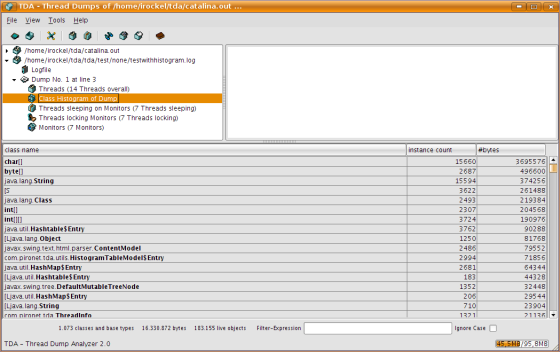 TDA - Thread Dumps of /home/irockel/tda/catalina.out ...
File View Tools Help
/home/irockel/tda/catalina.out
/home/irockel/tda/tda/test/none/testwithhistogram.log
Logfile
Dump No. 1 at line 3
Threads (14 Threads overall)
Class Histogram of Dump
Threads sleeping on Monitors (7 Threads sleeping)
Threads locking Monitors (7 Threads locking)
Monitors (7 Monitors)
class name instance count #bytes
char[] 15660 3695576
byte[] 2687 496600
java.lang.String 15594 374256
[S 3622 261488
java.lang.Class 2493 219384
int[] 2307 204568
int[][] 3724 190976
java.util.Hashtable$Entry 3762 90288
[Ljava.lang.Object 1250 81768
javax.swing.text.html.parser.ContentModel 2486 79552
com.pironet.tda.utils.HistogramTableModel$Entry 2994 71856
java.util.HashMap$Entry 2681 64344
[Ljava.util.Hashtable$Entry 183 44328
javax.swing.tree.DefaultMutableTreeNode 1352 32448
[Ljava.util.HashMap$Entry 206 29544
[Ljava.lang.String 710 23904
com.pironet.tda.ThreadInfo 1321 21136
1.073 classes and base types 16.330.872 bytes 183.155 live objects Filter-Expression Ignore Case
TDA - Thread Dump Analyzer 2.0 45,5MB/95,8MB